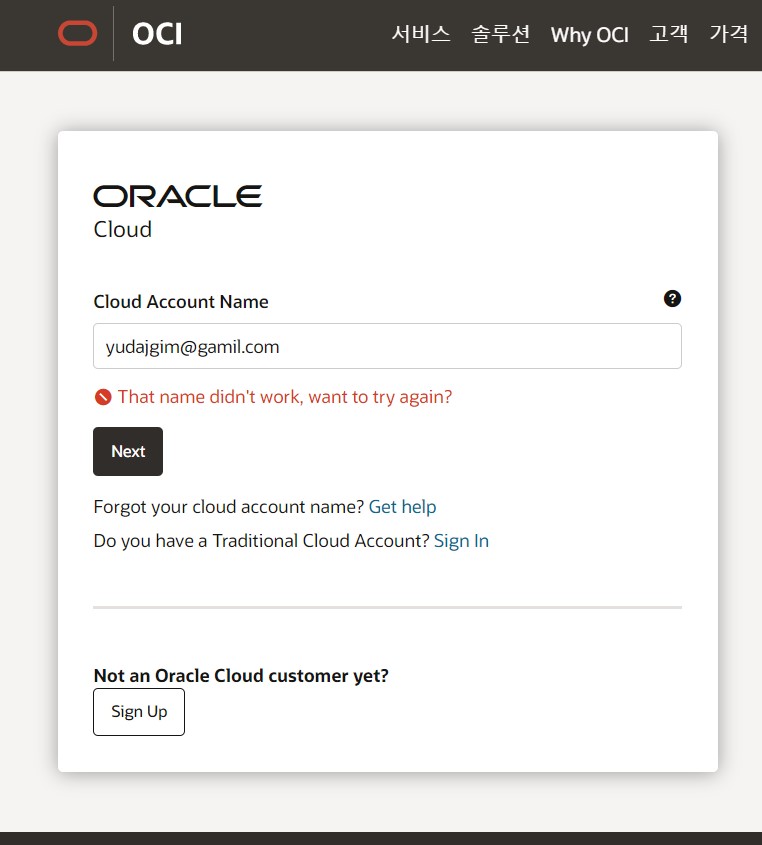 OCI 서비스 솔루션 Why OCI 고객 가격
ORACLE
Cloud
Cloud Account Name ?
yudajgim@gamil.com
That name didn't work, want to try again?
Next
Forgot your cloud account name? Get help
Do you have a Traditional Cloud Account? Sign In
Not an Oracle Cloud customer yet?
Sign Up